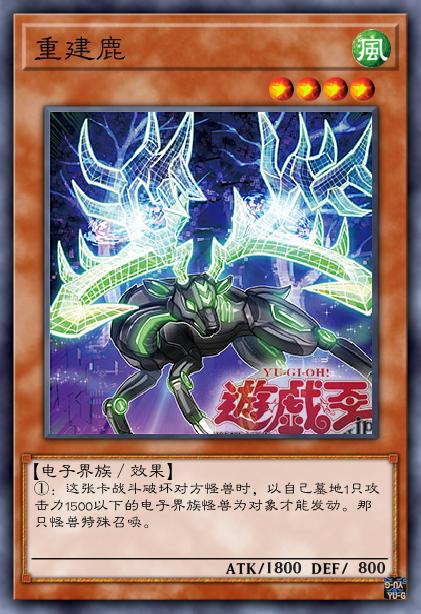 重建鹿
風
YU-GI-OH!
遊戯王
.jp
【电子界族／效果】
①：这张卡战斗破坏对方怪兽时，以自己墓地1只攻
击力1500以下的电子界族怪兽为对象才能发动。那
只怪兽特殊召唤。
ATK/1800 DEF/ 800